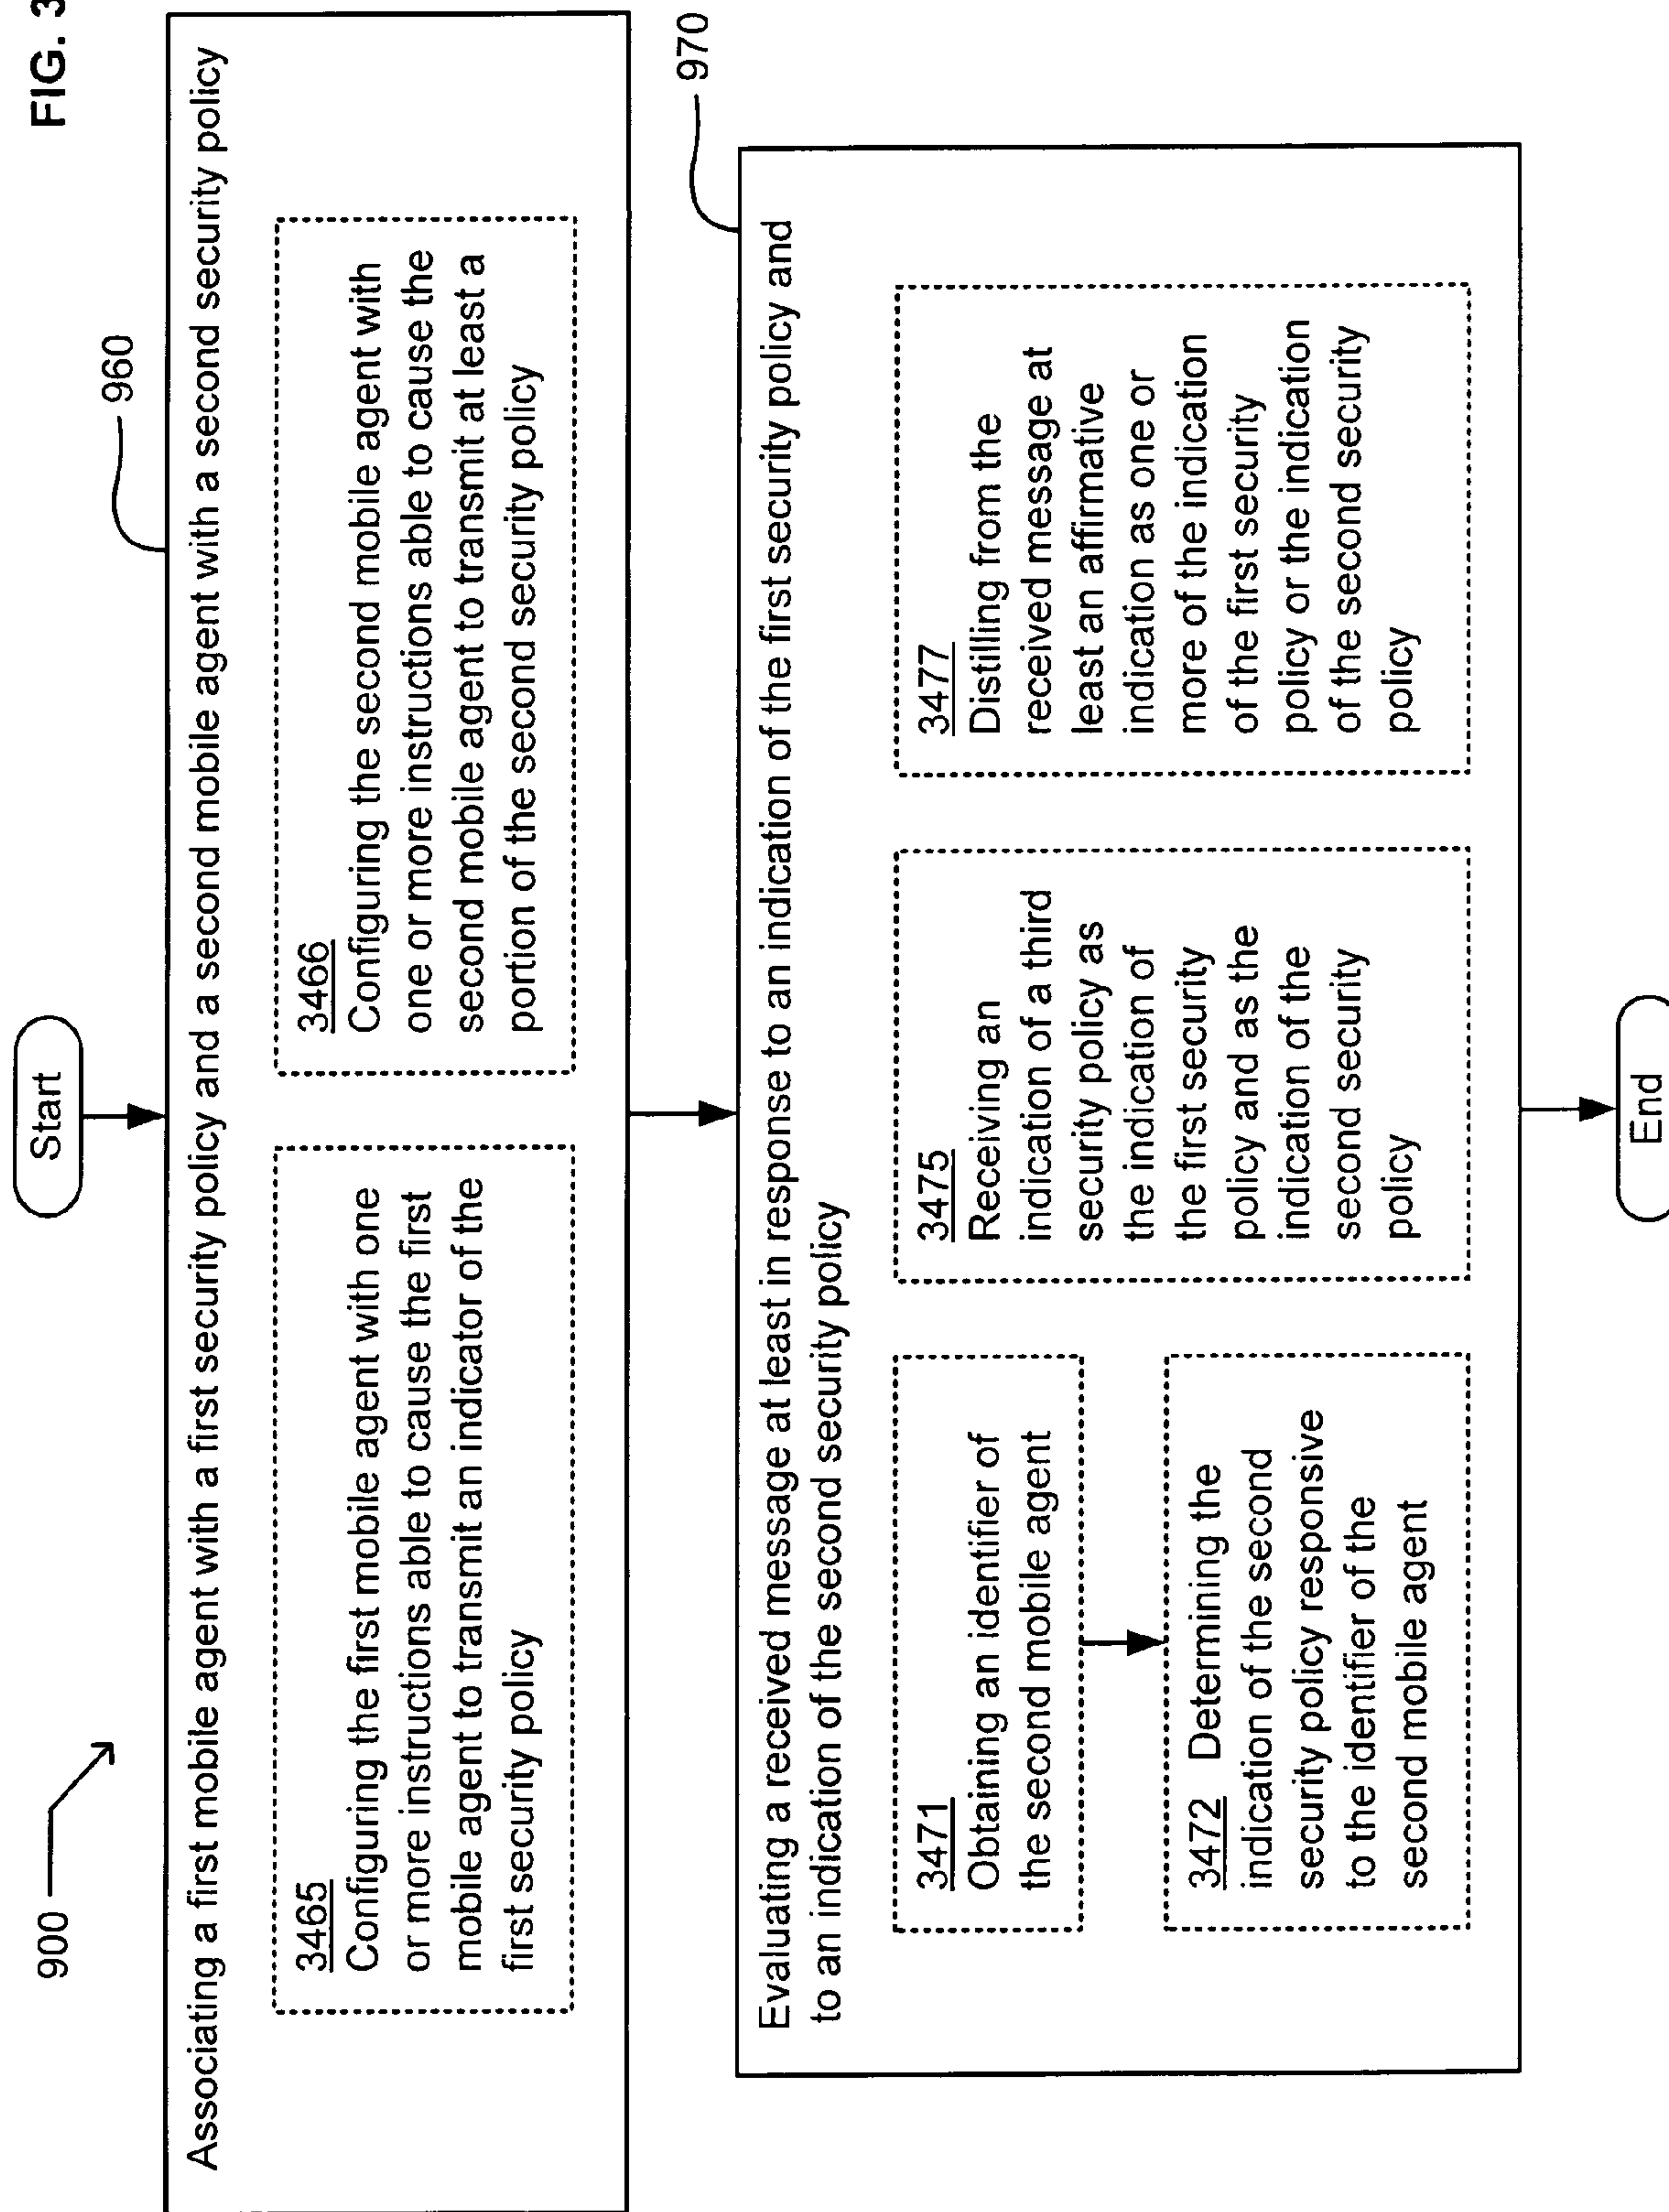 FIG. 3
900
Start
960
Associating a first mobile agent with a first security policy and a second mobile agent with a second security policy
3465
Configuring the first mobile agent with one
or more instructions able to cause the first
mobile agent to transmit an indicator of the
first security policy
3466
Configuring the second mobile agent with
one or more instructions able to cause the
second mobile agent to transmit at least a
portion of the second security policy
970
Evaluating a received message at least in response to an indication of the first security policy and
to an indication of the second security policy
3471
Obtaining an identifier of
the second mobile agent
3472 Determining the
indication of the second
security policy responsive
to the identifier of the
second mobile agent
3475
Receiving an
indication of a third
security policy as
the indication of
the first security
policy and as the
indication of the
second security
policy
3477
Distilling from the
received message at
least an affirmative
indication as one or
more of the indication
of the first security
policy or the indication
of the second security
policy
End